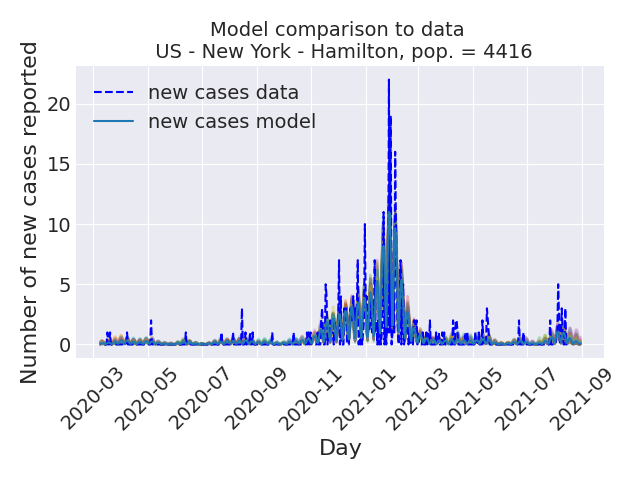 Model comparison to data
US - New York - Hamilton, pop. = 4416
Number of new cases reported
new cases data
new cases model
20
15
10
5
0
2020-03
2020-05
2020-07
2020-09
2020-11
2021-01
2021-03
2021-05
2021-07
2021-09
Day